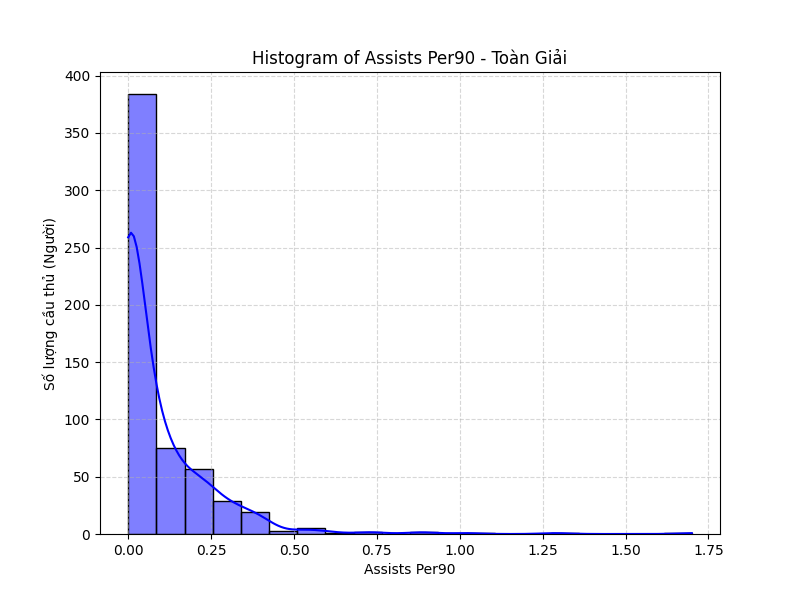 Histogram of Assists Per90 - Toàn Giải
400
350
300
250
200
150
100
50
0
Số lượng cầu thủ (Người)
0.00 0.25 0.50 0.75 1.00 1.25 1.50 1.75
Assists Per90